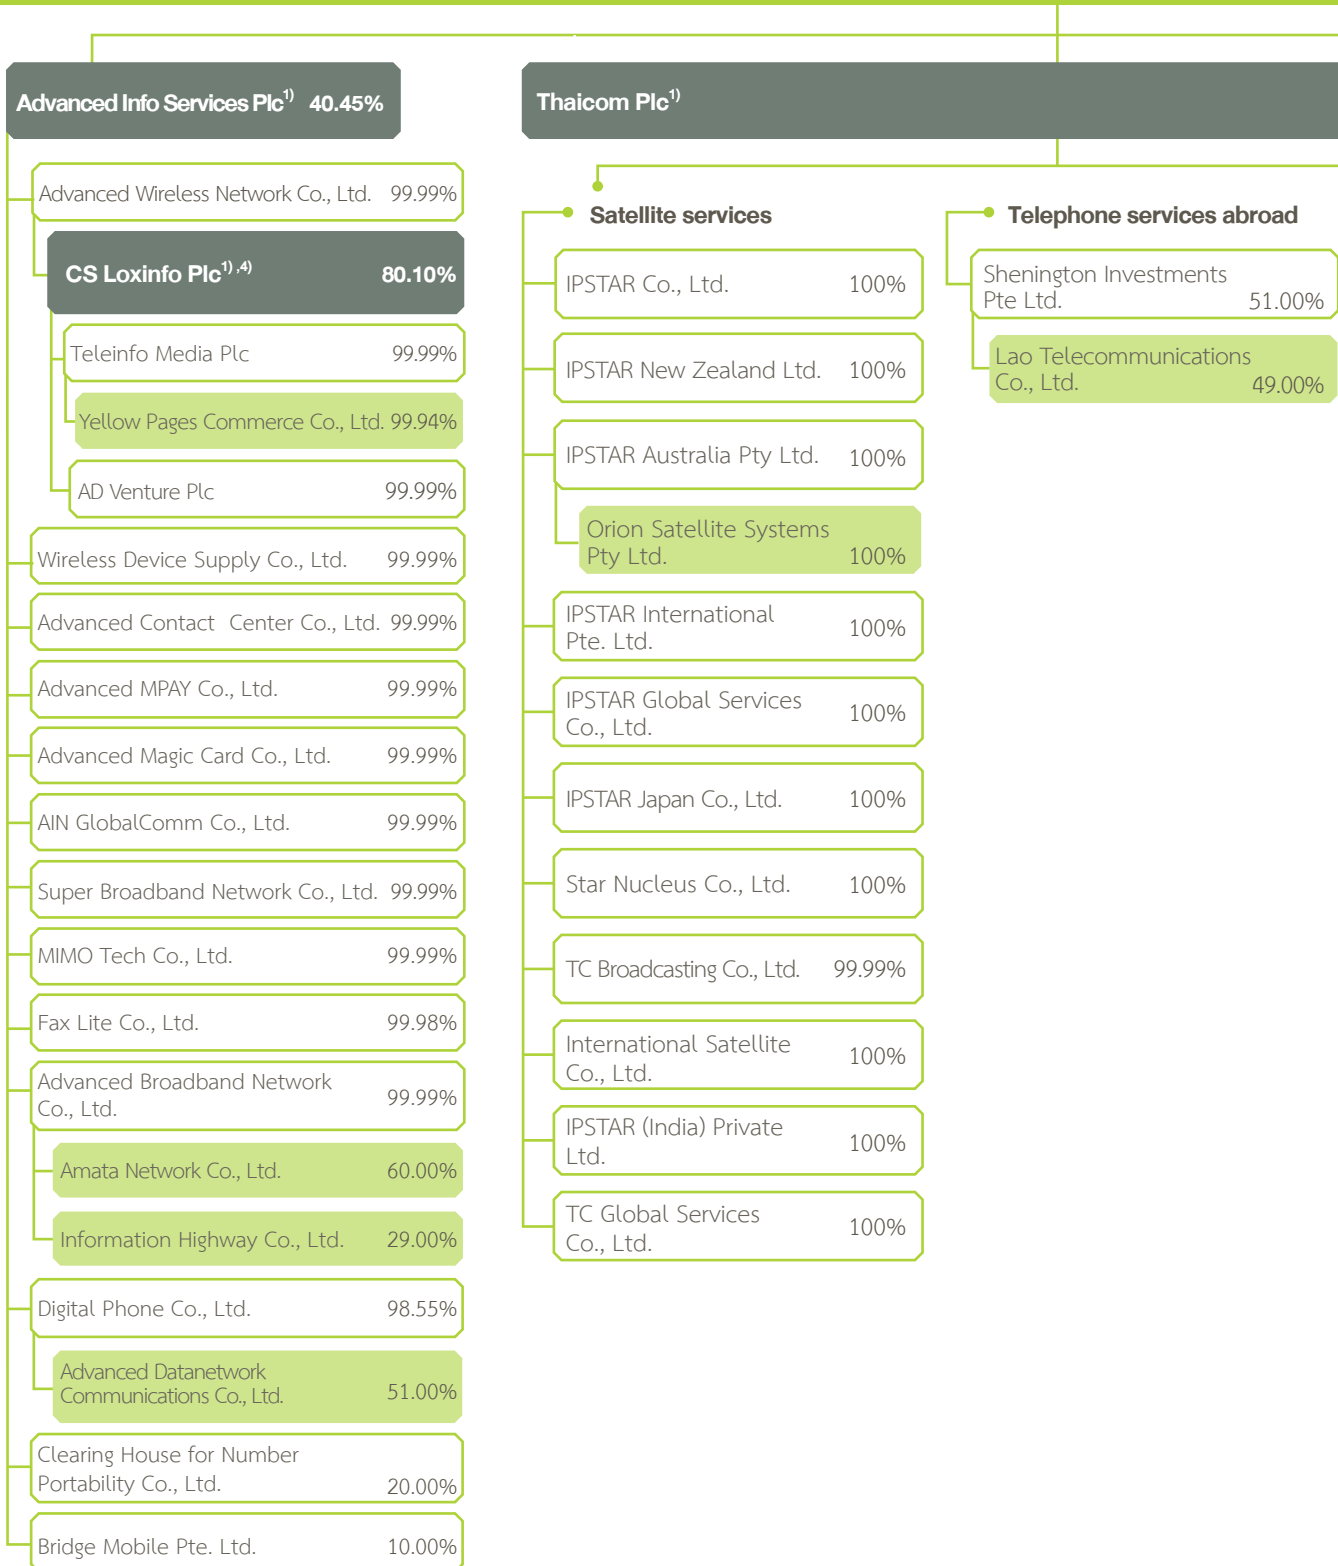 Advanced Info Services Plc1) 40.45%
Advanced Wireless Network Co., Ltd. 99.99%
CS Loxinfo Plc1),4) 80.10%
Teleinfo Media Plc 99.99%
Yellow Pages Commerce Co., Ltd. 99.94%
AD Venture Plc 99.99%
Wireless Device Supply Co., Ltd. 99.99%
Advanced Contact Center Co., Ltd. 99.99%
Advanced MPAY Co., Ltd. 99.99%
Advanced Magic Card Co., Ltd. 99.99%
AIN GlobalComm Co., Ltd. 99.99%
Super Broadband Network Co., Ltd. 99.99%
MIMO Tech Co., Ltd. 99.99%
Fax Lite Co., Ltd. 99.98%
Advanced Broadband Network
Co., Ltd. 99.99%
Amata Network Co., Ltd. 60.00%
Information Highway Co., Ltd. 29.00%
Digital Phone Co., Ltd. 98.55%
Advanced Datanetwork
Communications Co., Ltd. 51.00%
Clearing House for Number
Portability Co., Ltd. 20.00%
Bridge Mobile Pte. Ltd. 10.00%
Thaicom Plc1)
Satellite services
IPSTAR Co., Ltd. 100%
IPSTAR New Zealand Ltd. 100%
IPSTAR Australia Pty Ltd. 100%
Orion Satellite Systems
Pty Ltd. 100%
IPSTAR International
Pte. Ltd. 100%
IPSTAR Global Services
Co., Ltd. 100%
IPSTAR Japan Co., Ltd. 100%
Star Nucleus Co., Ltd. 100%
TC Broadcasting Co., Ltd. 99.99%
International Satellite
Co., Ltd. 100%
IPSTAR (India) Private
Ltd. 100%
TC Global Services
Co., Ltd. 100%
Telephone services abroad
Shenington Investments
Pte Ltd. 51.00%
Lao Telecommunications
Co., Ltd. 49.00%